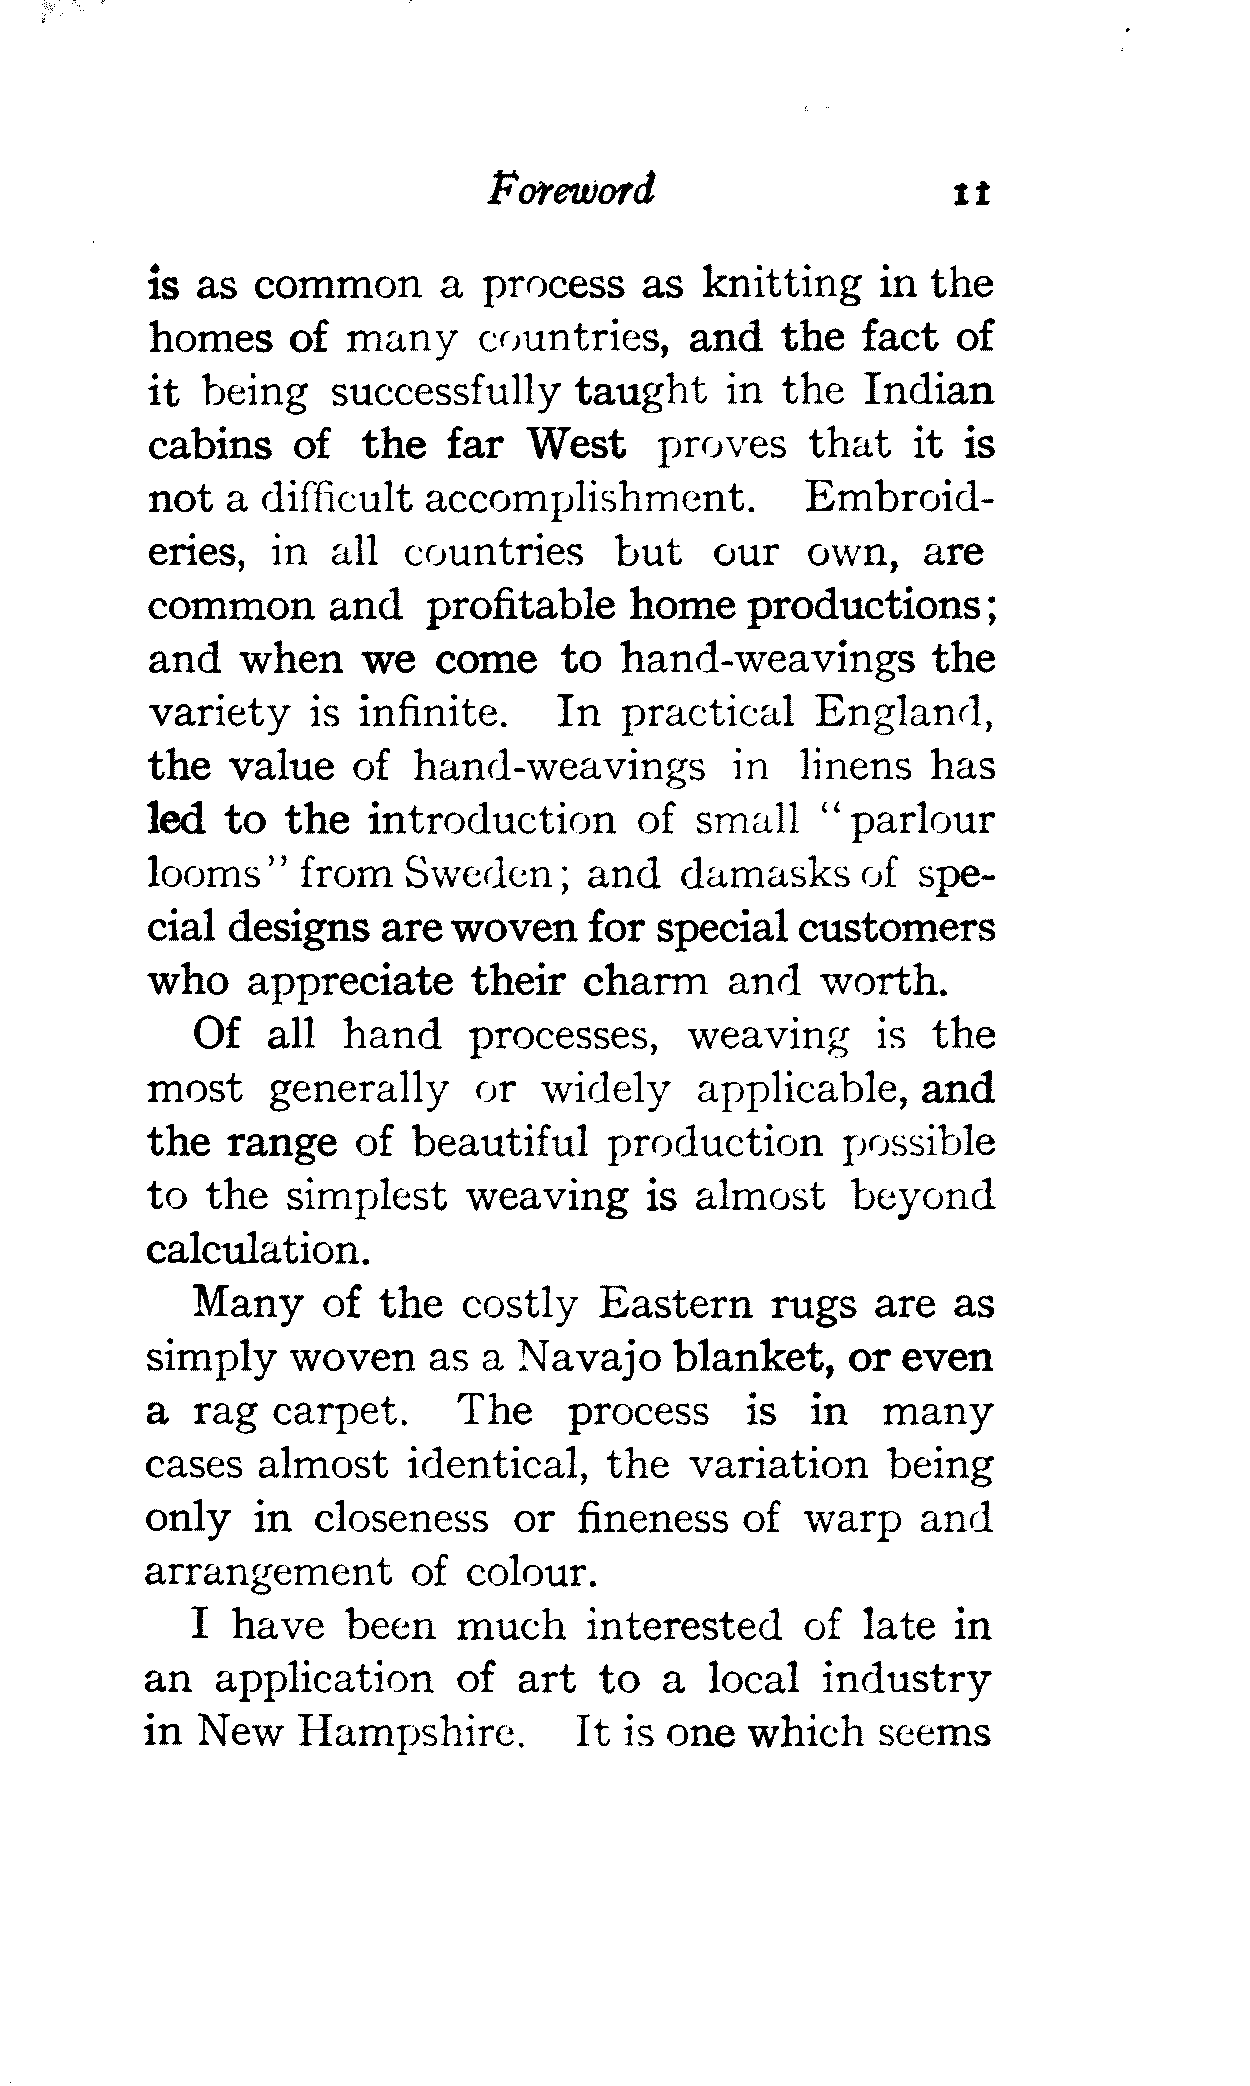 Foreword 11
is as common a process as knitting in the
homes of many countries, and the fact of
it being successfully taught in the Indian
cabins of the far West proves that it is
not a difficult accomplishment. Embroid-
eries, in all countries but our own, are
common and profitable home productions;
and when we come to hand-weavings the
variety is infinite. In practical England,
the value of hand-weavings in linens has
led to the introduction of small "parlour
looms" from Sweden; and damasks of spe-
cial designs are woven for special customers
who appreciate their charm and worth.
Of all hand processes, weaving is the
most generally or widely applicable, and
the range of beautiful production possible
to the simplest weaving is almost beyond
calculation.
Many of the costly Eastern rugs are as
simply woven as a Navajo blanket, or even
a rag carpet. The process is in many
cases almost identical, the variation being
only in closeness or fineness of warp and
arrangement of colour.
I have been much interested of late in
an application of art to a local industry
in New Hampshire. It is one which seems